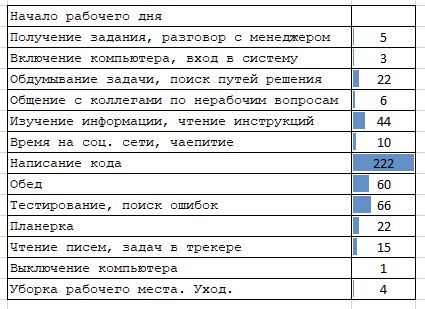 Начало рабочего дня
Получение задания, разговор с менеджером 5
Включение компьютера, вход в систему 3
Обдумывание задачи, поиск путей решения 22
Общение с коллегами по нерабочим вопросам 6
Изучение информации, чтение инструкций 44
Время на соц. сети, чаепитие 10
Написание кода 222
Обед 60
Тестирование, поиск ошибок 66
Планерка 22
Чтение писем, задач в трекере 15
Выключение компьютера 1
Уборка рабочего места. Уход. 4